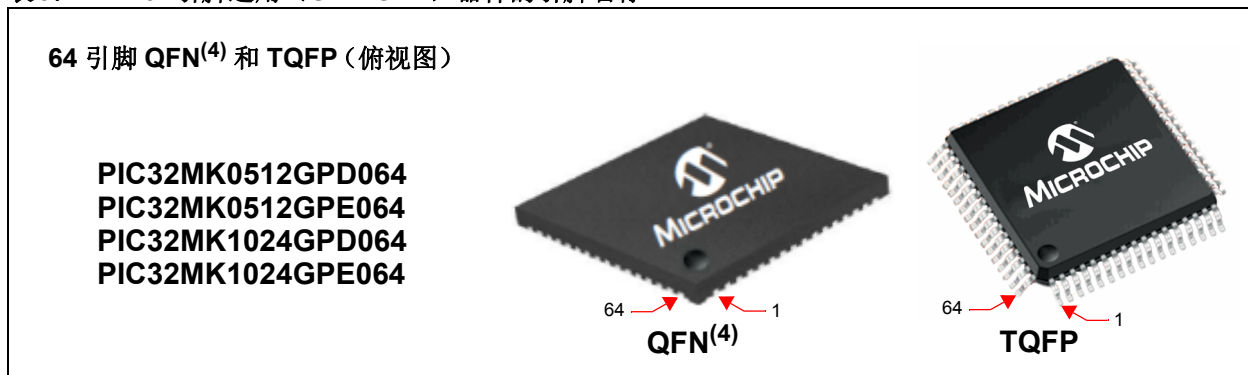 64 引脚 QFN(4) 和 TQFP（俯视图）
PIC32MK0512GPD064
PIC32MK0512GPE064
PIC32MK1024GPD064
PIC32MK1024GPE064
MICROCHIP
64
1
QFN(4)
MICROCHIP
64
1
TQFP